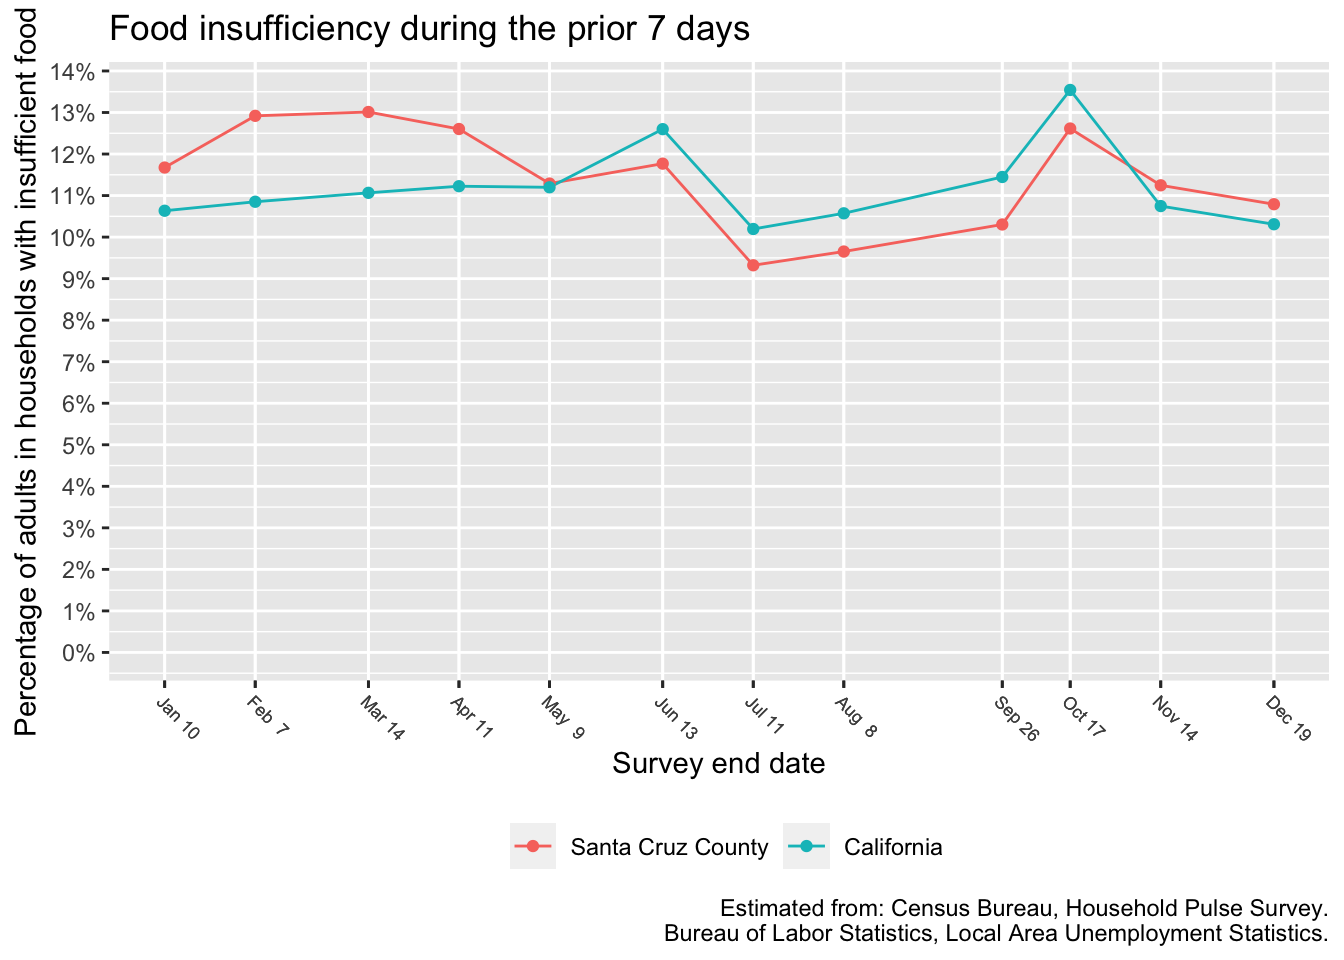 Food insufficiency during the prior 7 days
Percentage of adults in households with insufficient food
14%
13%
12%
11%
10%
9%
8%
7%
6%
5%
4%
3%
2%
1%
0%
Jan 10
Feb 7
Mar 14
Apr 11
May 9
Jun 13
Jul 11
Aug 8
Sep 26
Oct 17
Nov 14
Dec 19
Survey end date
Santa Cruz County
California
Estimated from: Census Bureau, Household Pulse Survey.
Bureau of Labor Statistics, Local Area Unemployment Statistics.